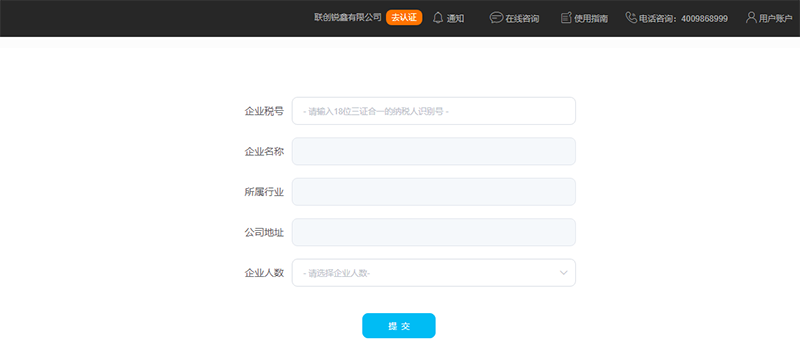 联创锐鑫有限公司 去认证 通知 在线咨询 使用指南 电话咨询：4009868999 用户账户
企业税号 - 请输入18位三证合一的纳税人识别号 -
企业名称
所属行业
公司地址
企业人数 - 请选择企业人数-
提 交